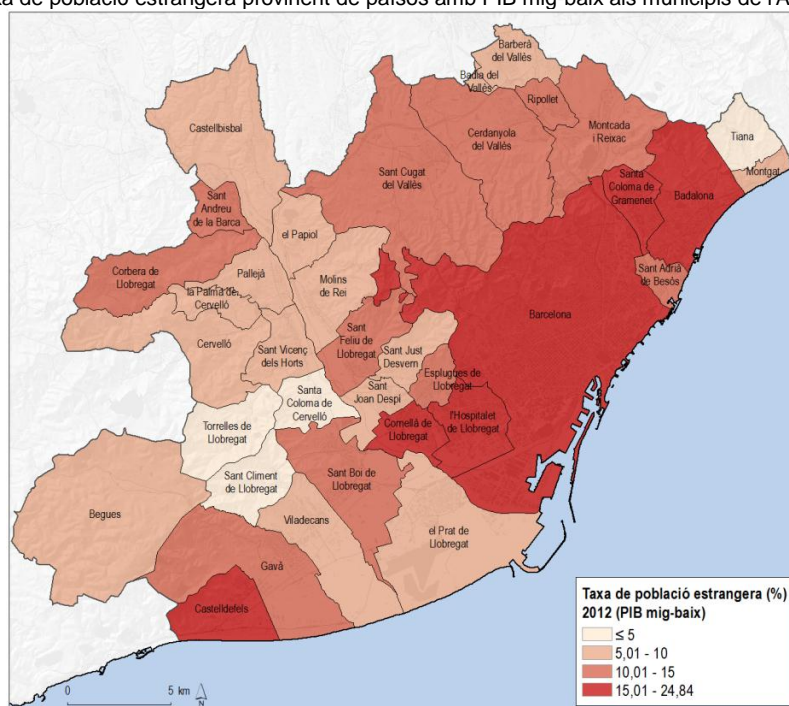 a de població estrangera provinent de països amb PIB mig-baix als municipis de l'A
Barberà
del Vallès
Badia del
Vallès
Ripollet
Castellbisbal
Cerdanyola
del Vallès
Montcada
i Reixac
Tiana
Montgat
Sant Cugat
del Vallès
Santa
Coloma de
Gramenet
Badalona
Sant
Andreu
de la Barca
el Papiol
Corbera de
Llobregat
Pallejà
Molins
de Rei
Sant Adrià
de Besòs
la Palma de
Cervelló
Barcelona
Cervelló
Sant Vicenç
dels Horts
Sant
Feliu de
Llobregat
Sant Just
Desvern
Esplugues de
Llobregat
Santa
Coloma de
Cervelló
Sant
Joan Despí
Torrelles de
Llobregat
Cornellà de
Llobregat
l'Hospitalet
de Llobregat
Sant Climent
de Llobregat
Sant Boi de
Llobregat
Begues
Viladecans
el Prat de
Llobregat
Gavà
Castelldefels
Taxa de població estrangera (%)
2012 (PIB mig-baix)
≤ 5
5,01 - 10
10,01 - 15
15,01 - 24,84
0 5 km
N